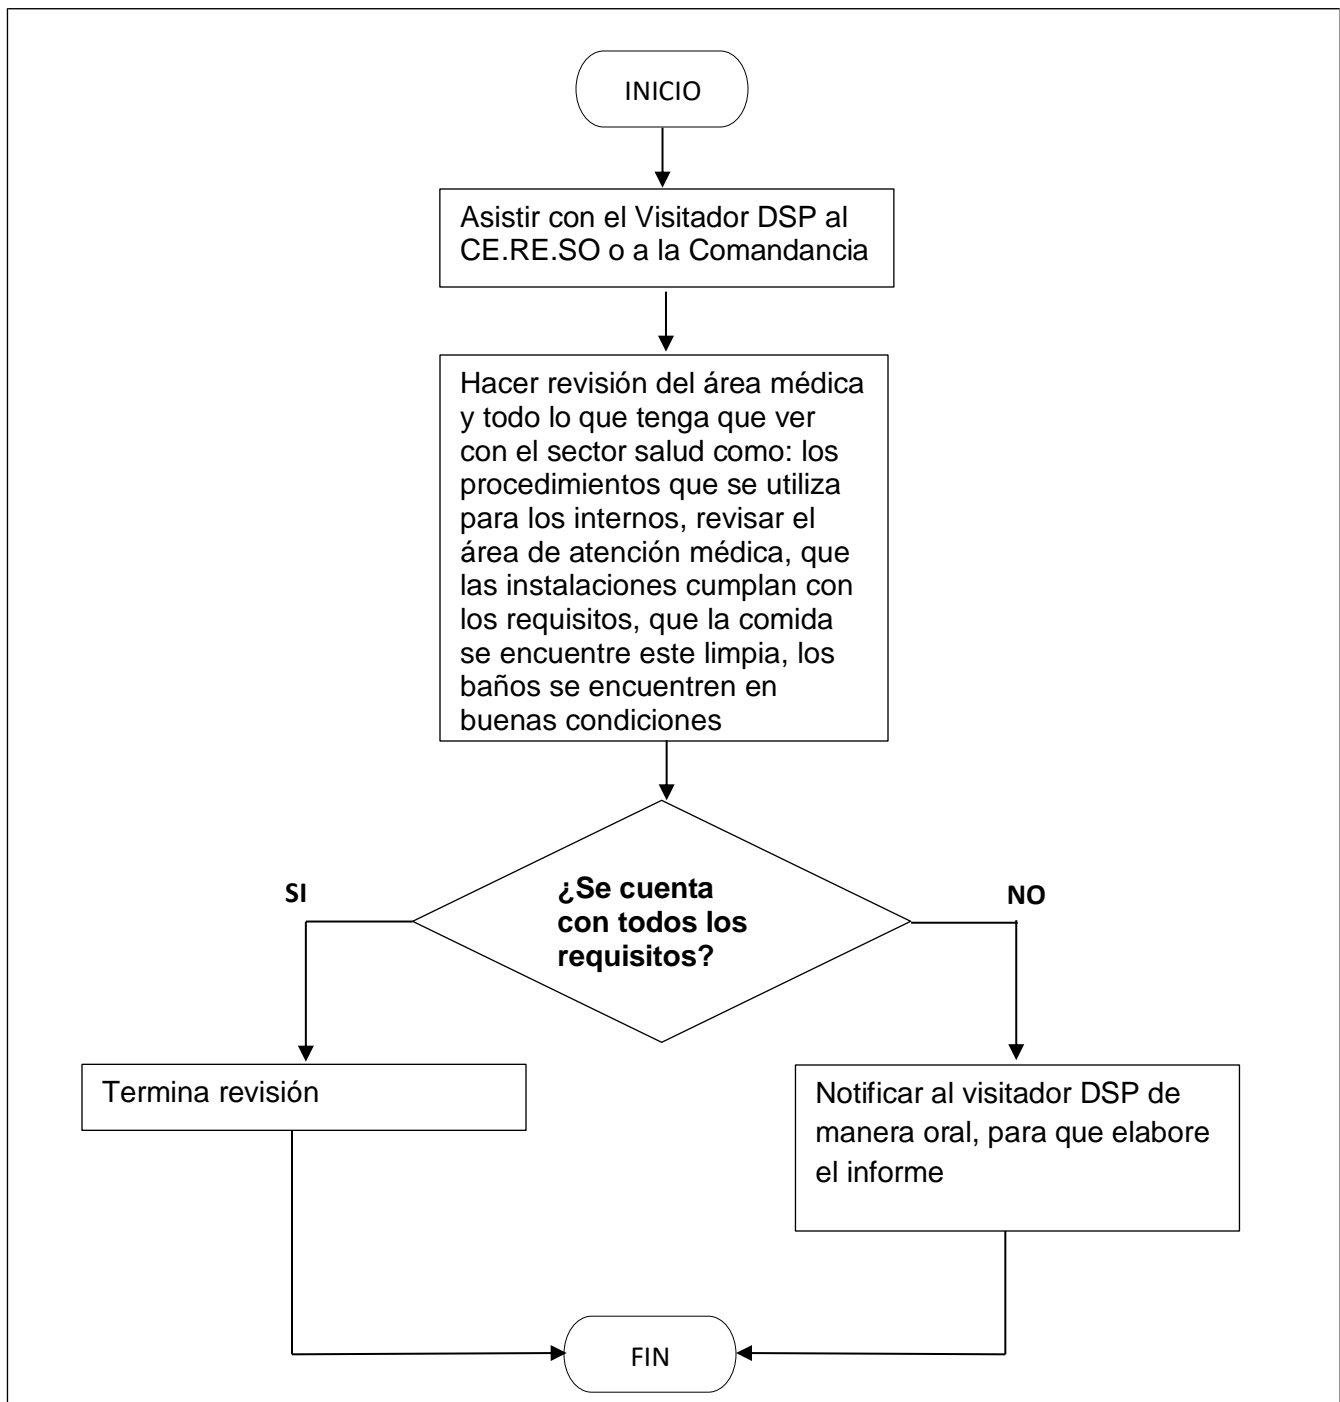 INICIO
Asistir con el Visitador DSP al
CE.RE.SO o a la Comandancia
Hacer revisión del área médica
y todo lo que tenga que ver
con el sector salud como: los
procedimientos que se utiliza
para los internos, revisar el
área de atención médica, que
las instalaciones cumplan con
los requisitos, que la comida
se encuentre este limpia, los
baños se encuentren en
buenas condiciones
¿Se cuenta
con todos los
requisitos?
SI
NO
Termina revisión
Notificar al visitador DSP de
manera oral, para que elabore
el informe
FIN